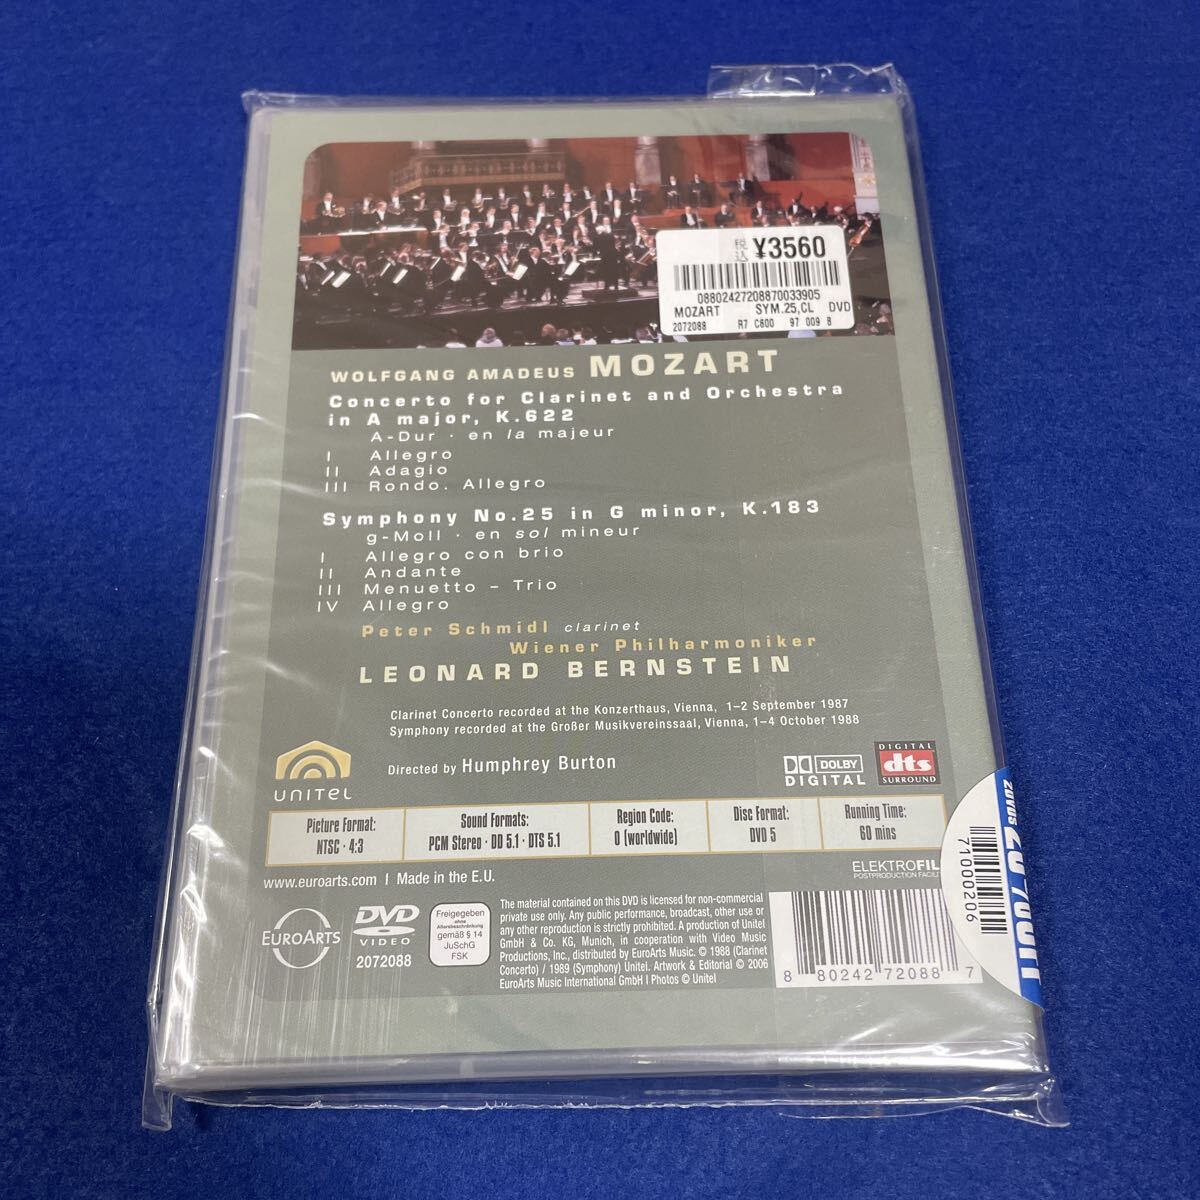 税込 ¥3560
08802427208870033905
MOZART SYM.25,CL DVD
2072088 R7 C800 97 009 8
WOLFGANG AMADEUS MOZART
Concerto for Clarinet and Orchestra
in A major, K.622
A-Dur · en la majeur
I Allegro
II Adagio
III Rondo. Allegro
Symphony No.25 in G minor, K.183
g-Moll · en sol mineur
I Allegro con brio
II Andante
III Menuetto – Trio
IV Allegro
Peter Schmidl clarinet
Wiener Philharmoniker
LEONARD BERNSTEIN
Clarinet Concerto recorded at the Konzerthaus, Vienna, 1–2 September 1987
Symphony recorded at the Großer Musikvereinssaal, Vienna, 1–4 October 1988
UNITEL
Directed by Humphrey Burton
DOLBY
DIGITAL
DIGITAL
dts
SURROUND
Picture Format:
NTSC · 4:3
Sound Formats:
PCM Stereo · DD 5.1 · DTS 5.1
Region Code:
0 (worldwide)
Disc Format:
DVD 5
Running Time:
60 mins
www.euroarts.com I Made in the E.U.
ELEKTROFIL
POSTPRODUCTION FACILI
EUROARTS
DVD
VIDEO
2072088
Freigegeben
ohne
Altersbeschränkung
gemäß § 14
JuSchG
FSK
The material contained on this DVD is licensed for non-commercial
private use only. Any public performance, broadcast, other use or
any other reproduction is strictly prohibited. A production of Unitel
GmbH & Co. KG, Munich, in cooperation with Video Music
Productions, Inc., distributed by EuroArts Music. © 1988 (Clarinet
Concerto) / 1989 (Symphony) Unitel. Artwork & Editorial © 2006
EuroArts Music International GmbH I Photos © Unitel
8 80242 72088 7
71000206